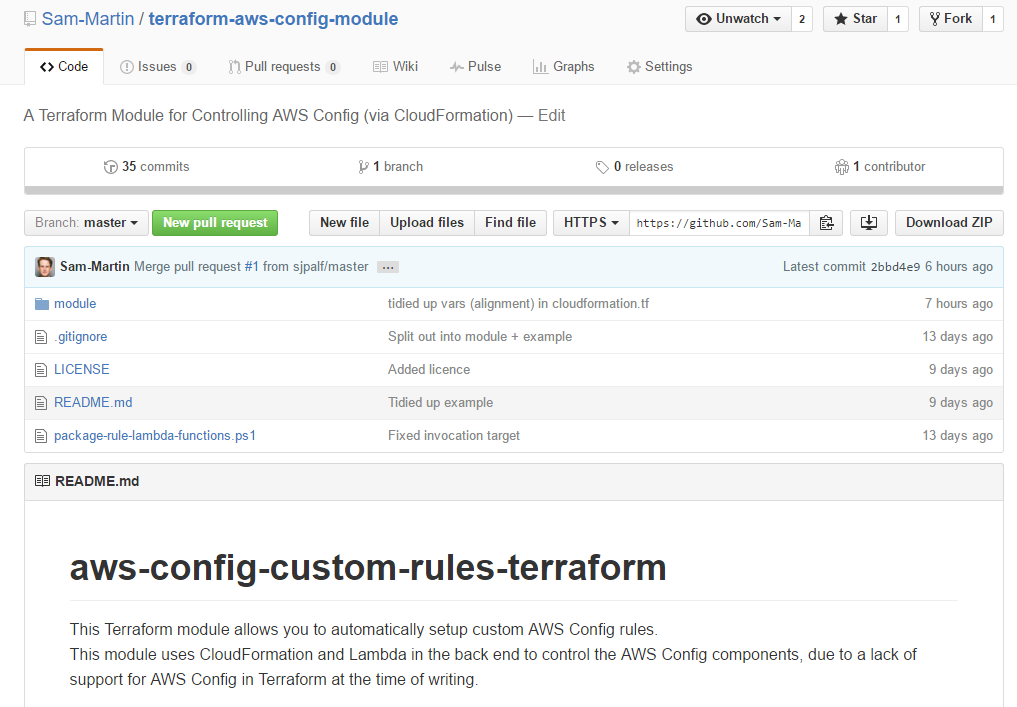 Sam-Martin / terraform-aws-config-module
Unwatch 2 Star 1 Fork 1
Code Issues 0 Pull requests 0 Wiki Pulse Graphs Settings
A Terraform Module for Controlling AWS Config (via CloudFormation) — Edit
35 commits 1 branch 0 releases 1 contributor
Branch: master New pull request New file Upload files Find file HTTPS https://github.com/Sam-Ma Download ZIP
Sam-Martin Merge pull request #1 from sjpalf/master … Latest commit 2bbd4e9 6 hours ago
module tidied up vars (alignment) in cloudformation.tf 7 hours ago
.gitignore Split out into module + example 13 days ago
LICENSE Added licence 9 days ago
README.md Tidied up example 9 days ago
package-rule-lambda-functions.ps1 Fixed invocation target 13 days ago
README.md
aws-config-custom-rules-terraform
This Terraform module allows you to automatically setup custom AWS Config rules.
This module uses CloudFormation and Lambda in the back end to control the AWS Config components, due to a lack of
support for AWS Config in Terraform at the time of writing.